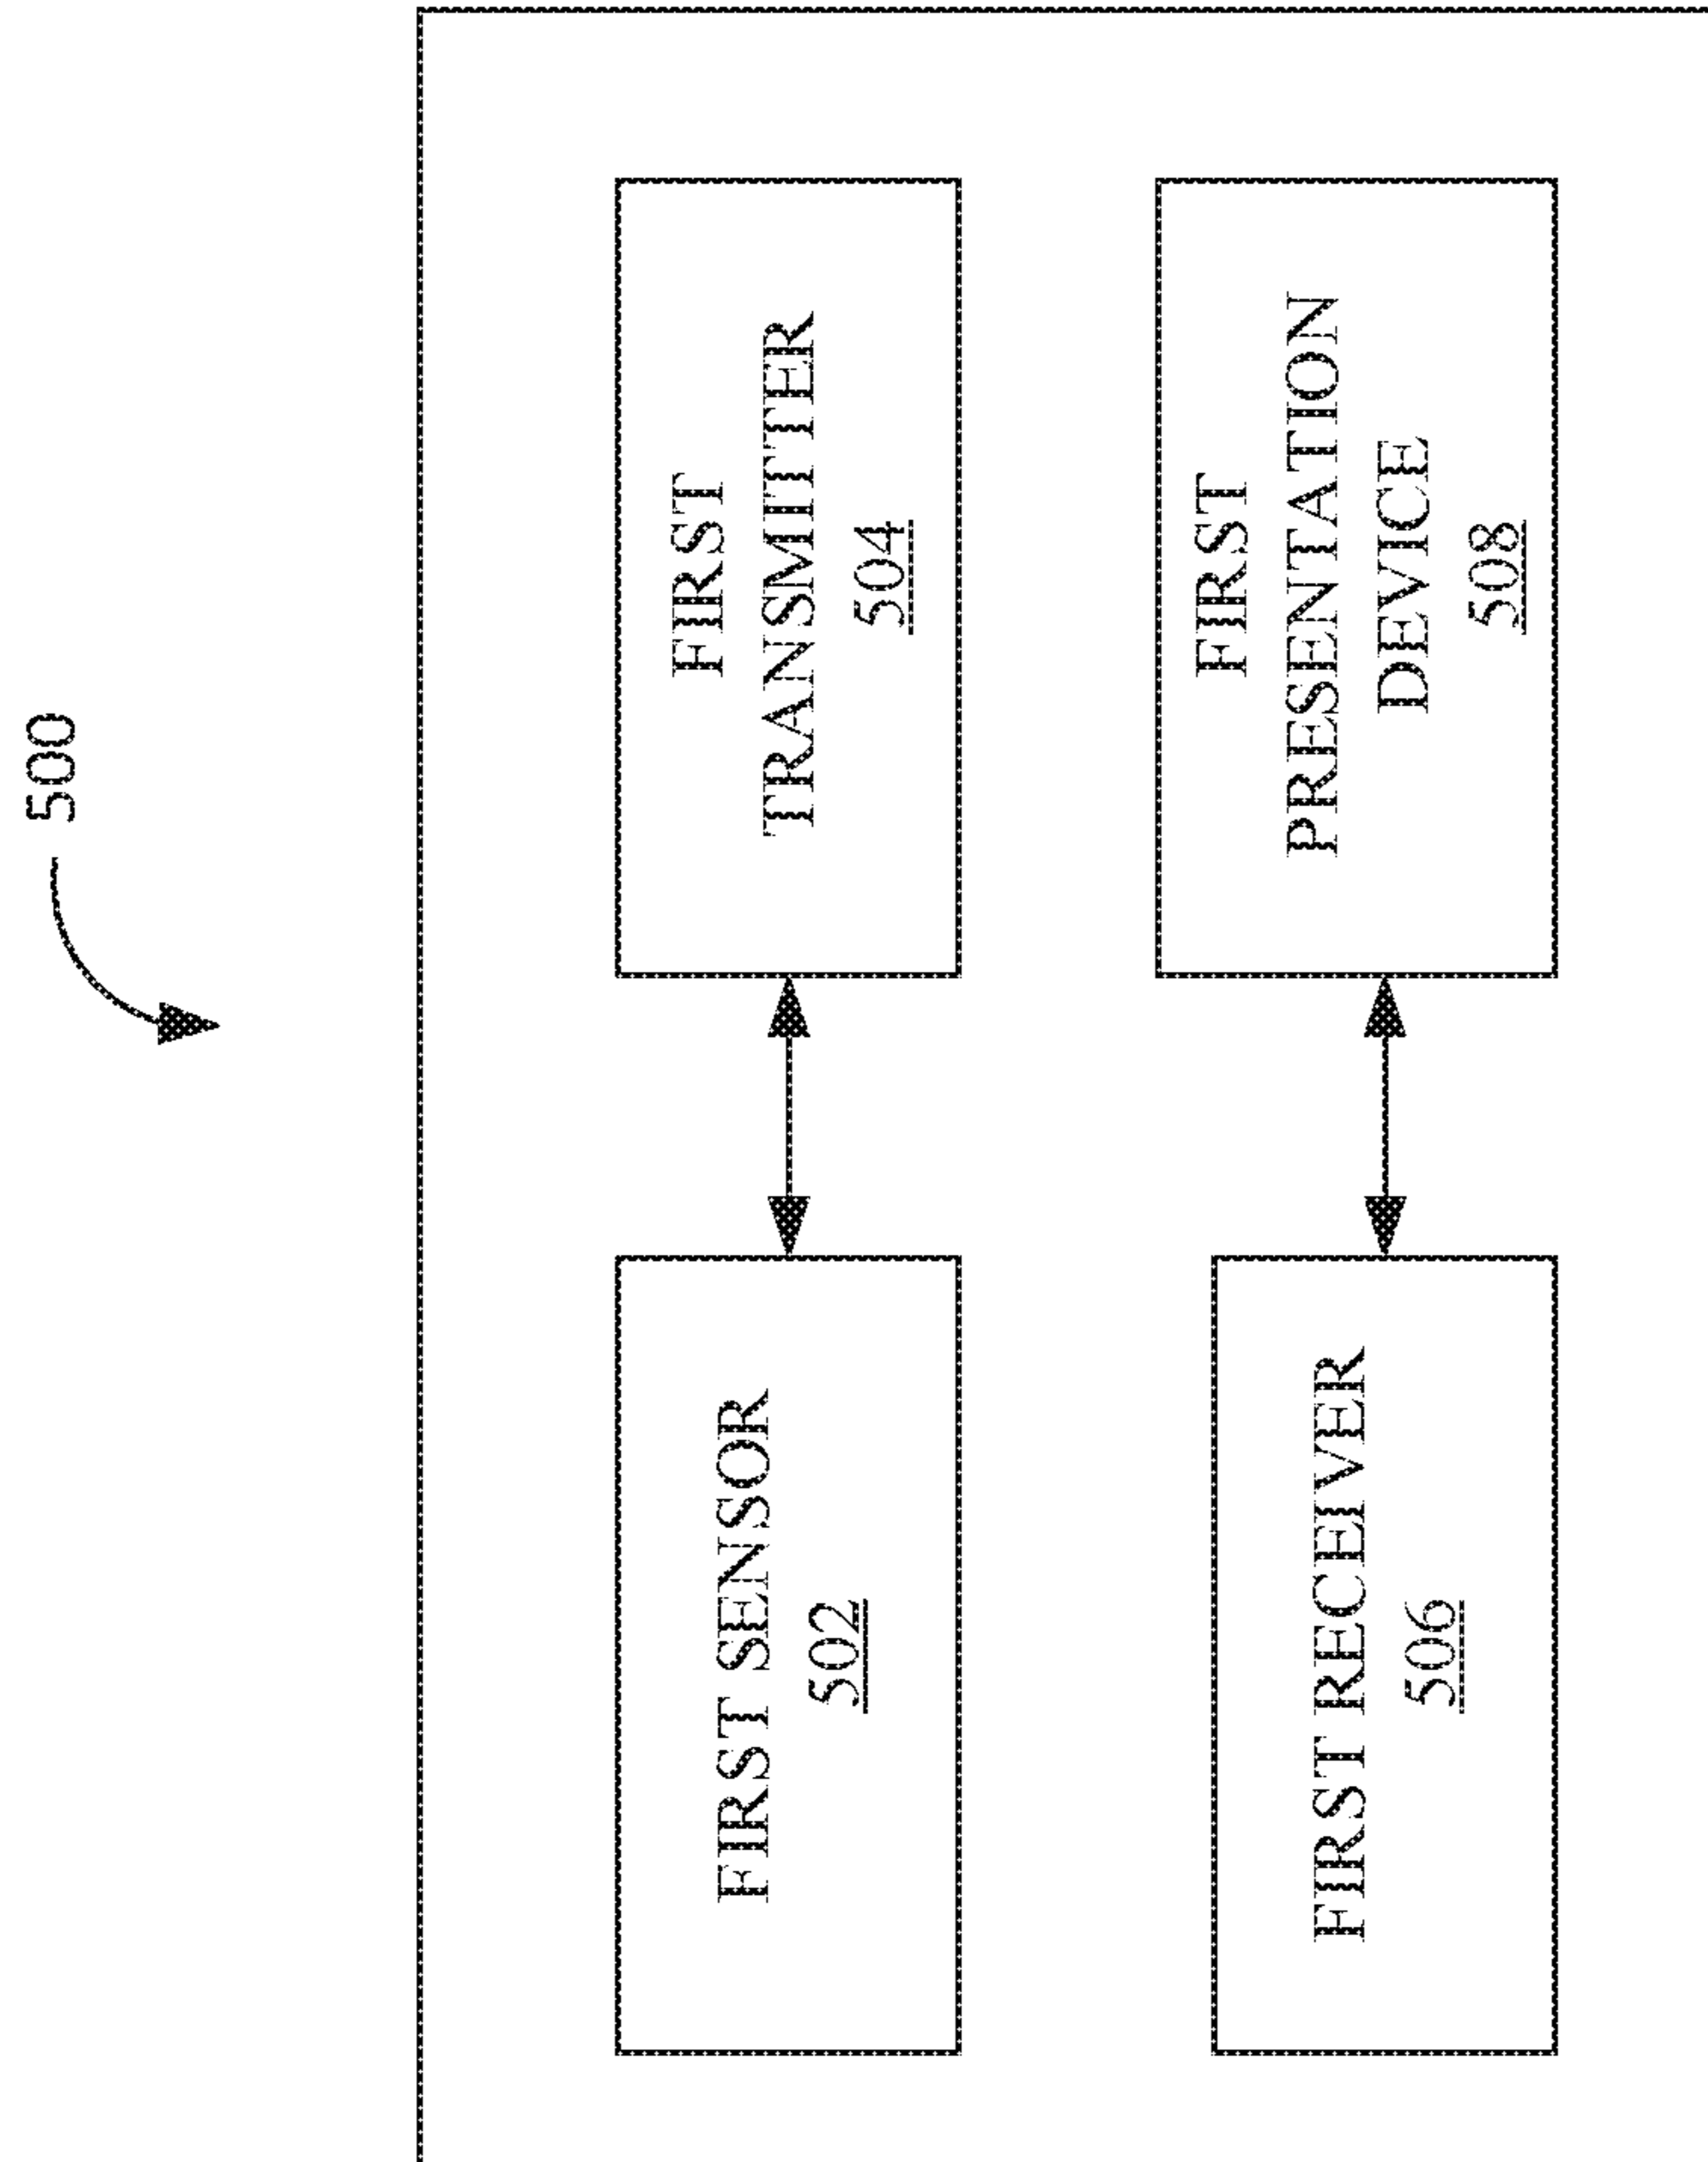 500
FIRST SENSOR
502
FIRST
TRANSMITTER
504
FIRST RECEIVER
506
FIRST
PRESENTATION
DEVICE
508